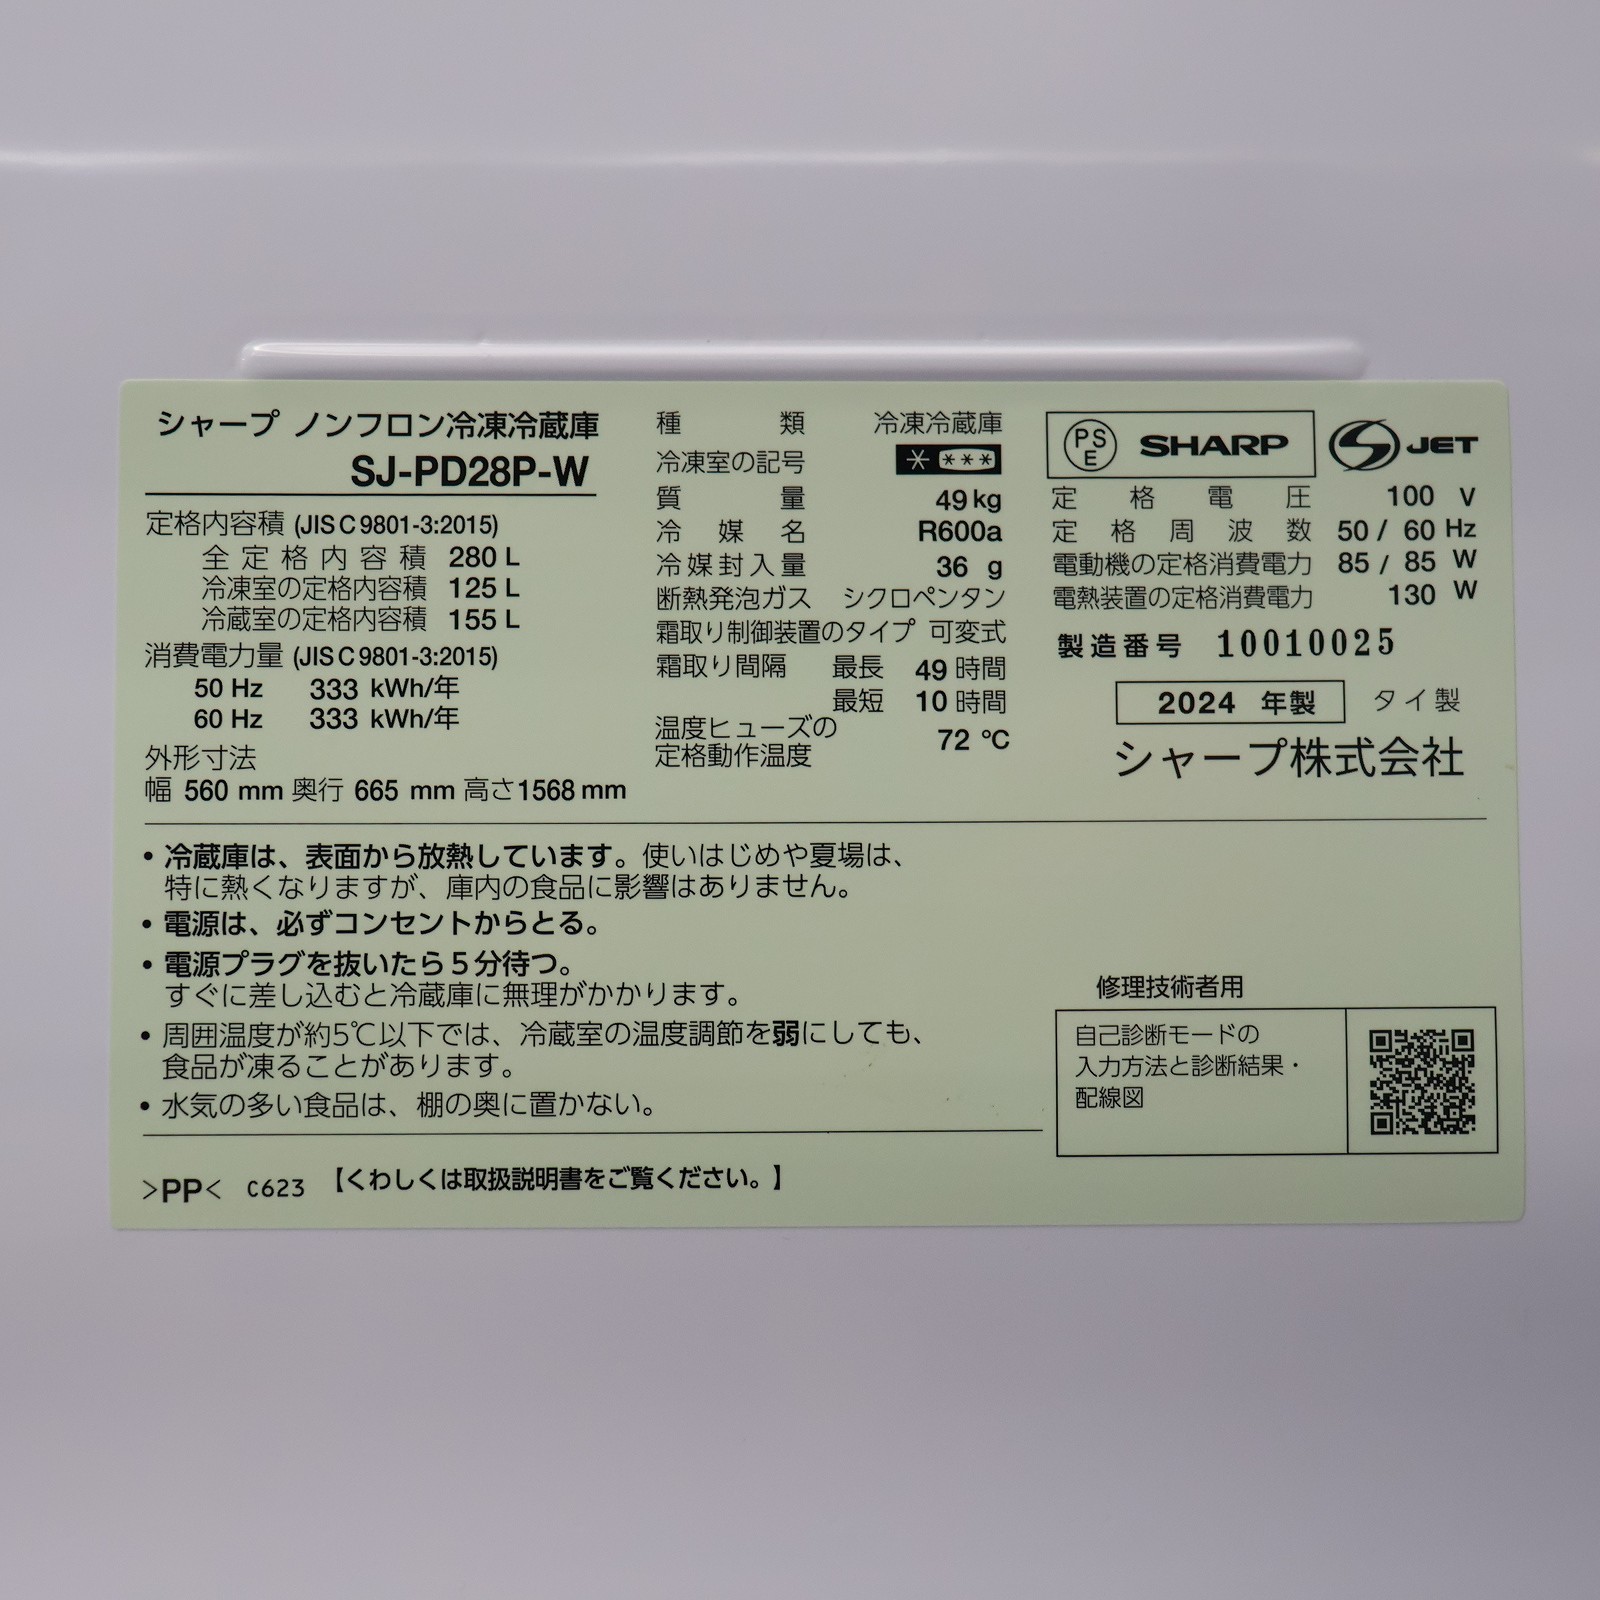 シャープ ノンフロン冷凍冷蔵庫
SJ-PD28P-W
定格内容積 (JIS C 9801-3:2015)
全定格内容積 280 L
冷凍室の定格内容積 125 L
冷蔵室の定格内容積 155 L
消費電力量 (JIS C 9801-3:2015)
50 Hz 333 kWh/年
60 Hz 333 kWh/年
外形寸法
幅 560 mm 奥行 665 mm 高さ 1568 mm
種類 冷凍冷蔵庫
冷凍室の記号 * ***
質量 49 kg
冷媒名 R600a
冷媒封入量 36 g
断熱発泡ガス シクロペンタン
霜取り制御装置のタイプ 可変式
霜取り間隔 最長 49 時間
最短 10 時間
温度ヒューズの
定格動作温度 72 ℃
PS
E SHARP JET
定格電圧 100 V
定格周波数 50 / 60 Hz
電動機の定格消費電力 85 / 85 W
電熱装置の定格消費電力 130 W
製造番号 10010025
2024 年製 タイ製
シャープ株式会社
・冷蔵庫は、表面から放熱しています。使いはじめや夏場は、
特に熱くなりますが、庫内の食品に影響はありません。
・電源は、必ずコンセントからとる。
・電源プラグを抜いたら5分待つ。
すぐに差し込むと冷蔵庫に無理がかかります。
・周囲温度が約5℃以下では、冷蔵室の温度調節を弱にしても、
食品が凍ることがあります。
・水気の多い食品は、棚の奥に置かない。
>PP< C623 【くわしくは取扱説明書をご覧ください。】
修理技術者用
自己診断モードの
入力方法と診断結果・
配線図